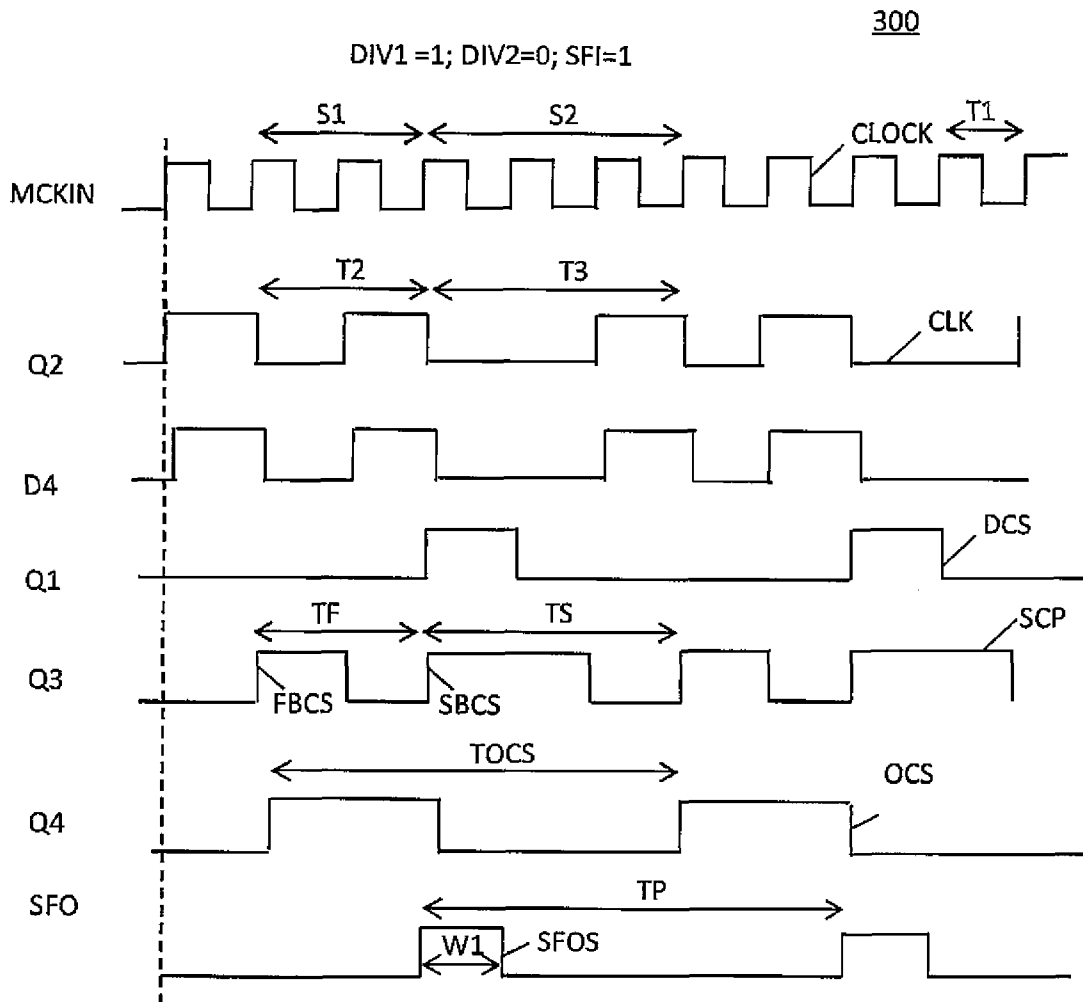 300
DIV1 =1; DIV2=0; SFI=1
S1
S2
CLOCK
T1
MCKIN
T2
T3
CLK
Q2
D4
DCS
Q1
TF
TS
SCP
Q3
FBCS
SBCS
TOCS
OCS
Q4
SFO
TP
W1
SFOS